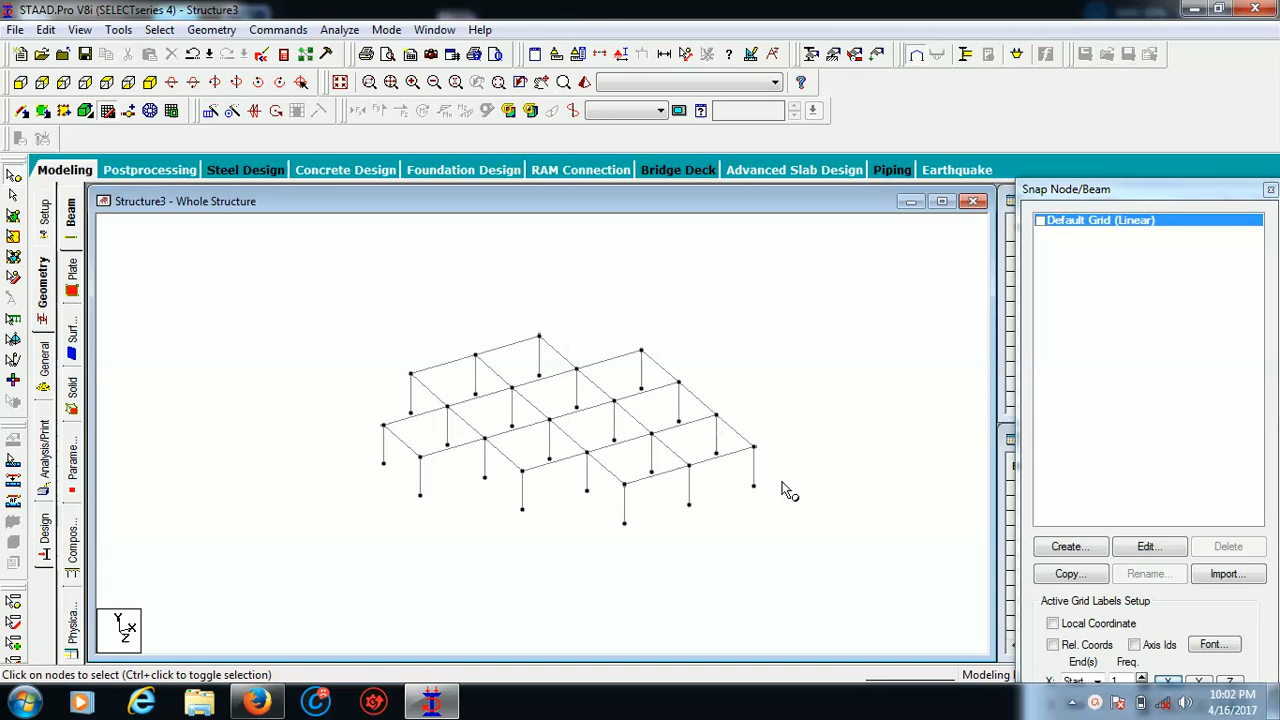 STAAD.Pro V8i (SELECTseries 4) - Structure3
File Edit View Tools Select Geometry Commands Analyze Mode Window Help
Modeling Postprocessing Steel Design Concrete Design Foundation Design RAM Connection Bridge Deck Advanced Slab Design Piping Earthquake
Structure3 - Whole Structure
Snap Node/Beam
Default Grid (Linear)
Setup
Geometry
General
Analysis/Print
Design
Beam
Plate
Surf...
Solid
Parame...
Compos...
Physica...
Create... Edit... Delete
Copy... Rename... Import...
Active Grid Labels Setup
Local Coordinate
Rel. Coords Axis Ids Font...
End(s) Freq.
X: Start 1 X Y Z
Y X Z
Click on nodes to select (Ctrl+click to toggle selection)
Modeling
10:02 PM
4/16/2017